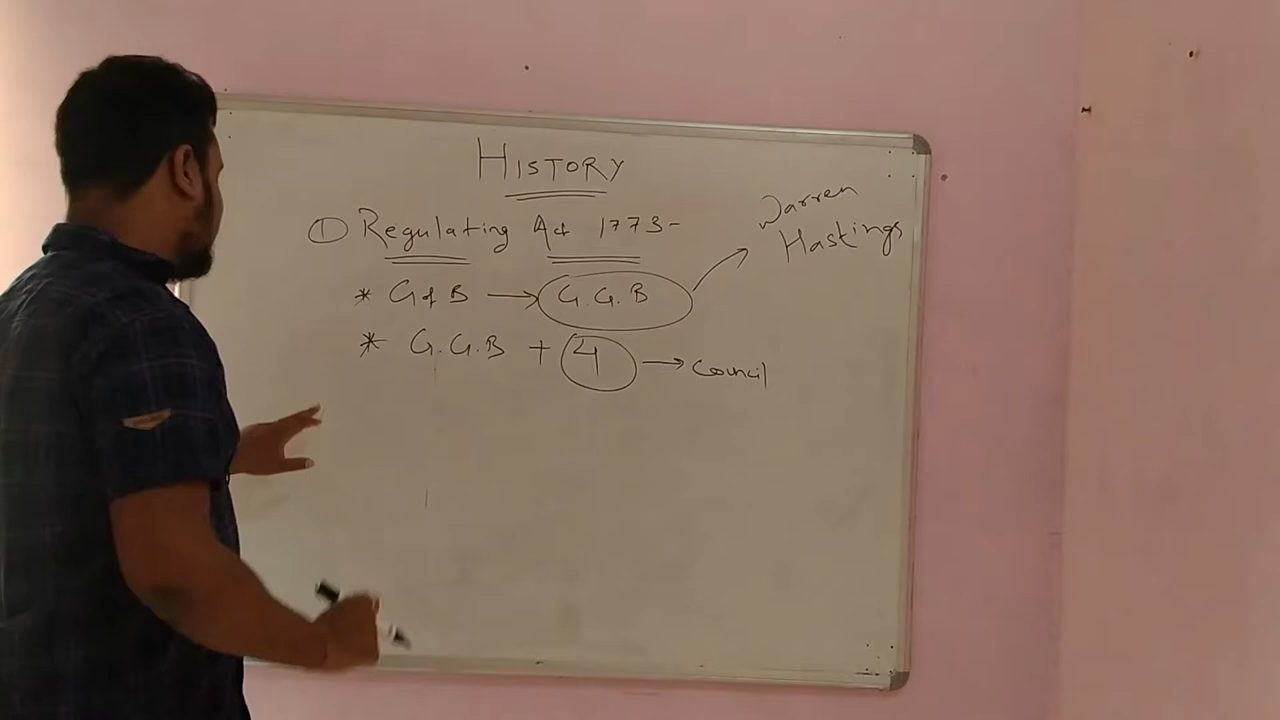 HISTORY
① Regulating Act 1773-
* G of B → G.G.B
Warren
Hastings
* G.G.B + 4 → Council